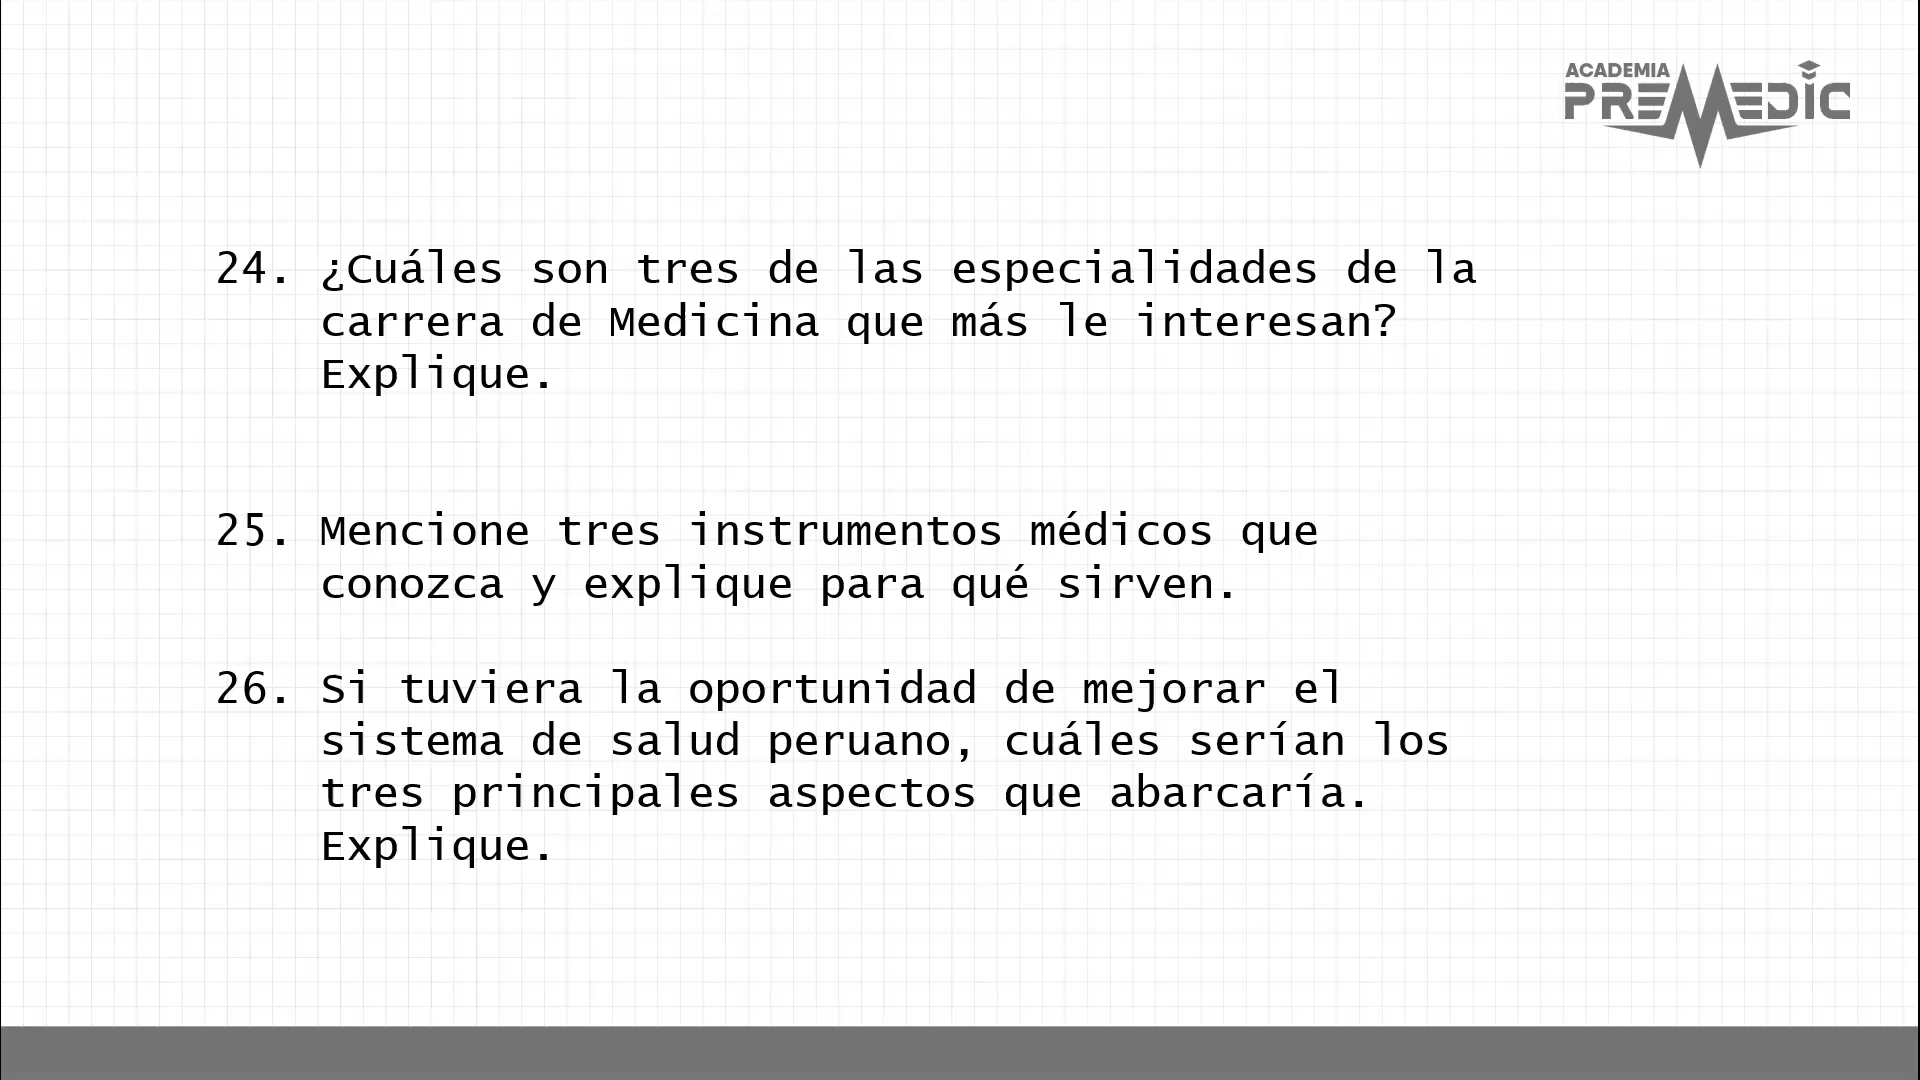 ACADEMIA
PREMEDIC
24. ¿Cuáles son tres de las especialidades de la
carrera de Medicina que más le interesan?
Explique.
25. Mencione tres instrumentos médicos que
conozca y explique para qué sirven.
26. Si tuviera la oportunidad de mejorar el
sistema de salud peruano, cuáles serían los
tres principales aspectos que abarcaría.
Explique.